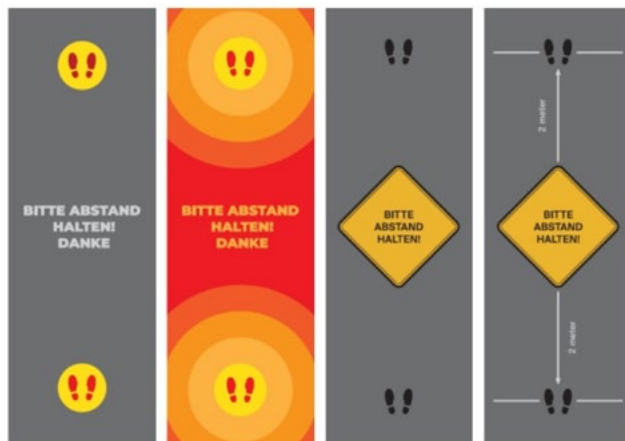 BITTE ABSTAND
HALTEN!
DANKE
BITTE ABSTAND
HALTEN!
DANKE
BITTE
ABSTAND
HALTEN!
2 meter
BITTE
ABSTAND
HALTEN!
2 meter